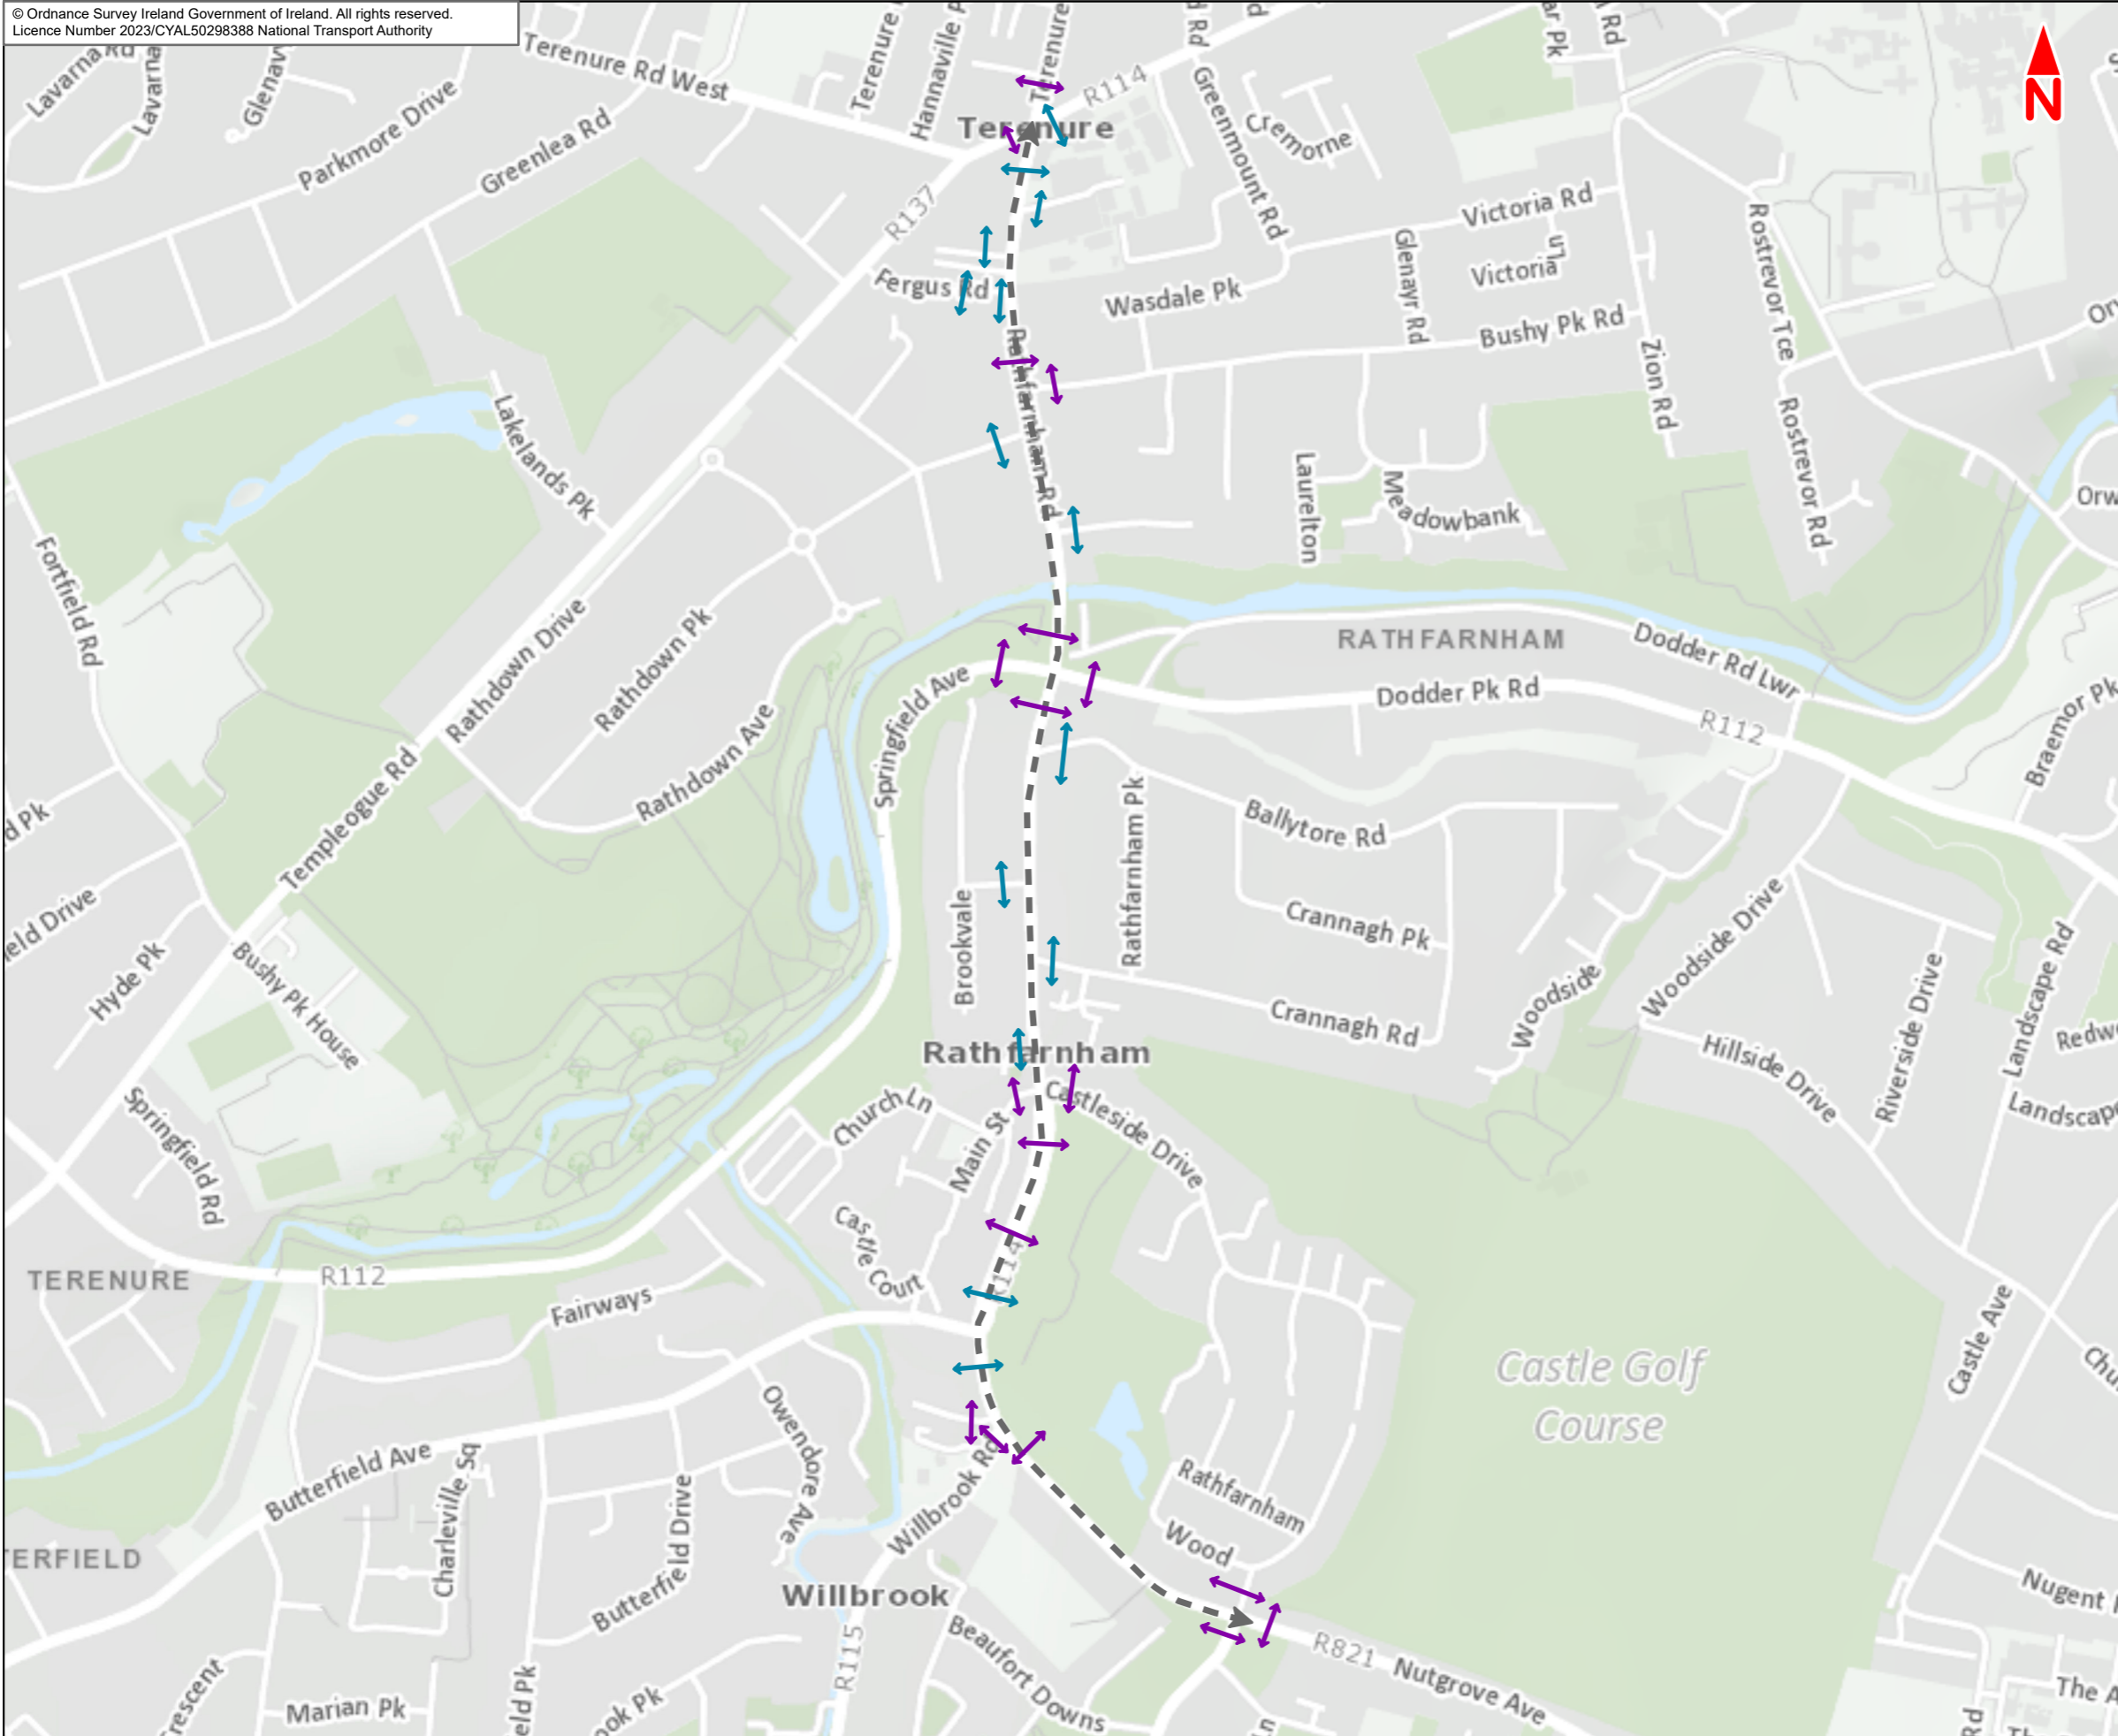 © Ordnance Survey Ireland Government of Ireland. All rights reserved.
Licence Number 2023/CYAL50298388 National Transport Authority
N
Lavarna Rd
Lavarna
Parkmore Drive
Greenlea Rd
Terenure Rd West
Terenure
Hannaville
Terenure
R114
Terenure
Greenmount Rd
Cremorne
R137
Victoria Rd
Victoria
Glenayr Rd
Rostrevor Tce
Fergus Rd
Wasdale Pk
Bushy Pk Rd
Zion Rd
Rathfarnham Rd
Lakelands Pk
Laurelton
Meadowbank
Rostrevor Rd
Fortfield Rd
Rathdown Drive
Rathdown Pk
Rathdown Ave
Springfield Ave
RATHFARNHAM
Dodder Rd Lwr
Dodder Pk Rd
R112
Braemor Pk
Templeogue Rd
Rathfarnham Pk
Ballytore Rd
Brookvale
Crannagh Pk
Woodside Drive
Hyde Pk
Bushy Pk House
Crannagh Rd
Woodside
Riverside Drive
Landscape Rd
Hillside Drive
Rathfarnham
Springfield Rd
Church Ln
Main St
Castleside Drive
Castle Court
TERENURE
R112
Fairways
Castle Ave
Castle Golf
Course
Owendore Ave
Butterfield Ave
Charleville Sq
Butterfield Drive
Willbrook Rd
Rathfarnham
Wood
Willbrook
R115
Beaufort Downs
R821
Nutgrove Ave
Marian Pk